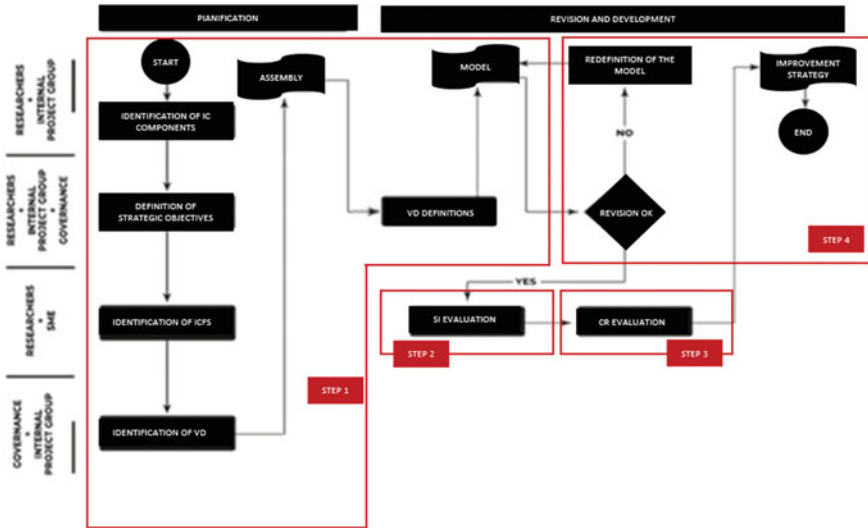 PIANIFICATION
REVISION AND DEVELOPMENT
RESEARCHERS
+
INTERNAL
PROJECT GROUP
START
ASSEMBLY
MODEL
REDEFINITION OF THE
MODEL
IMPROVEMENT
STRATEGY
IDENTIFICATION OF IC
COMPONENTS
END
NO
RESEARCHERS
+
INTERNAL
PROJECT GROUP
+
GOVERNANCE
DEFINITION OF
STRATEGIC OBJECTIVES
VD DEFINITIONS
REVISION OK
STEP 4
YES
RESEARCHERS
+
SME
IDENTIFICATION OF ICFS
SI EVALUATION
CR EVALUATION
STEP 2
STEP 3
STEP 1
GOVERNANCE
+
INTERNAL
PROJECT GROUP
IDENTIFICATION OF VD